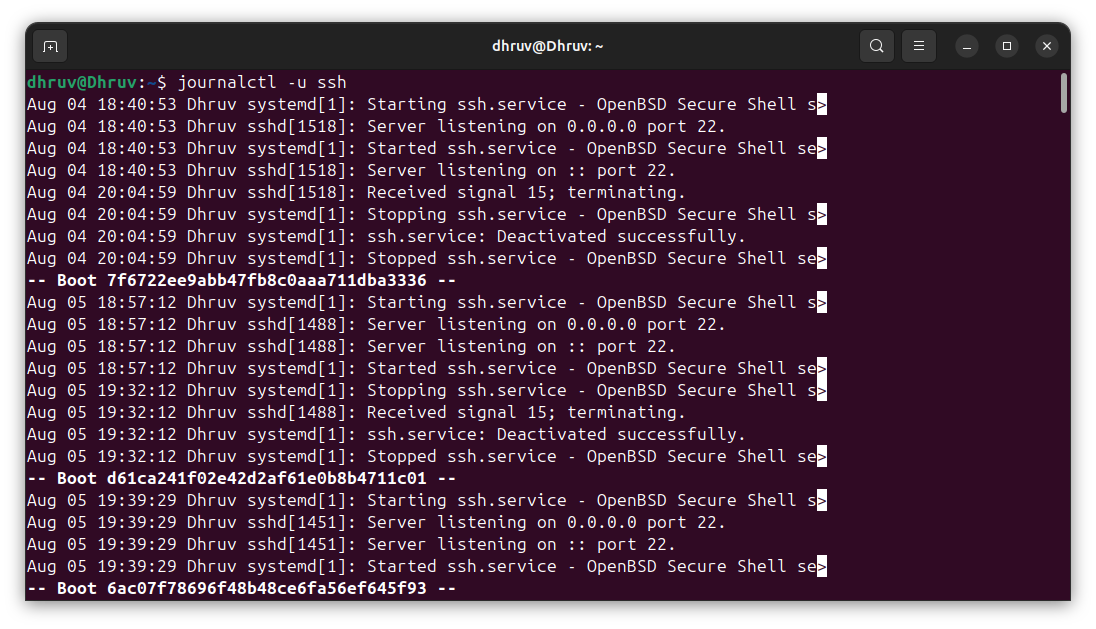 dhruv@Dhruv: ~
dhruv@Dhruv:~$ journalctl -u ssh
Aug 04 18:40:53 Dhruv systemd[1]: Starting ssh.service - OpenBSD Secure Shell s>
Aug 04 18:40:53 Dhruv sshd[1518]: Server listening on 0.0.0.0 port 22.
Aug 04 18:40:53 Dhruv systemd[1]: Started ssh.service - OpenBSD Secure Shell se>
Aug 04 18:40:53 Dhruv sshd[1518]: Server listening on :: port 22.
Aug 04 20:04:59 Dhruv sshd[1518]: Received signal 15; terminating.
Aug 04 20:04:59 Dhruv systemd[1]: Stopping ssh.service - OpenBSD Secure Shell s>
Aug 04 20:04:59 Dhruv systemd[1]: ssh.service: Deactivated successfully.
Aug 04 20:04:59 Dhruv systemd[1]: Stopped ssh.service - OpenBSD Secure Shell se>
-- Boot 7f6722ee9abb47fb8c0aaa711dba3336 --
Aug 05 18:57:12 Dhruv systemd[1]: Starting ssh.service - OpenBSD Secure Shell s>
Aug 05 18:57:12 Dhruv sshd[1488]: Server listening on 0.0.0.0 port 22.
Aug 05 18:57:12 Dhruv sshd[1488]: Server listening on :: port 22.
Aug 05 18:57:12 Dhruv systemd[1]: Started ssh.service - OpenBSD Secure Shell se>
Aug 05 19:32:12 Dhruv systemd[1]: Stopping ssh.service - OpenBSD Secure Shell s>
Aug 05 19:32:12 Dhruv sshd[1488]: Received signal 15; terminating.
Aug 05 19:32:12 Dhruv systemd[1]: ssh.service: Deactivated successfully.
Aug 05 19:32:12 Dhruv systemd[1]: Stopped ssh.service - OpenBSD Secure Shell se>
-- Boot d61ca241f02e42d2af61e0b8b4711c01 --
Aug 05 19:39:29 Dhruv systemd[1]: Starting ssh.service - OpenBSD Secure Shell s>
Aug 05 19:39:29 Dhruv sshd[1451]: Server listening on 0.0.0.0 port 22.
Aug 05 19:39:29 Dhruv sshd[1451]: Server listening on :: port 22.
Aug 05 19:39:29 Dhruv systemd[1]: Started ssh.service - OpenBSD Secure Shell se>
-- Boot 6ac07f78696f48b48ce6fa56ef645f93 --